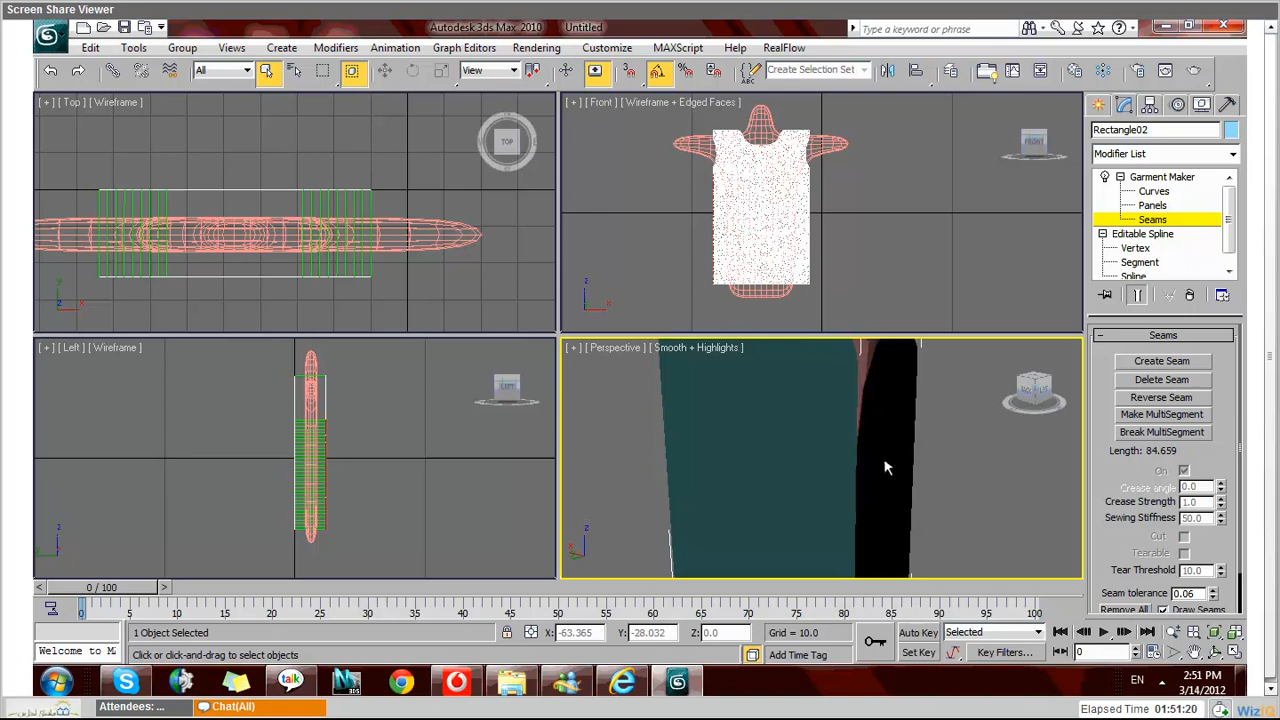 Screen Share Viewer
Autodesk 3ds Max 2010 Untitled
Type a keyword or phrase
Edit Tools Group Views Create Modifiers Animation Graph Editors Rendering Customize MAXScript Help RealFlow
All View Create Selection Set
[ + ] [ Top ] [ Wireframe ]
TOP
[ + ] [ Front ] [ Wireframe + Edged Faces ]
FRONT
Rectangle02
Modifier List
Garment Maker
Curves
Panels
Seams
Editable Spline
Vertex
Segment
Spline
[ + ] [ Left ] [ Wireframe ]
LEFT
[ + ] [ Perspective ] [ Smooth + Highlights ]
Seams
Create Seam
Delete Seam
Reverse Seam
Make MultiSegment
Break MultiSegment
Length: 84.659
On
Crease angle 0.0
Crease Strength 1.0
Sewing Stiffness 50.0
Cut
Tearable
Tear Threshold 10.0
Seam tolerance 0.06
Remove All Draw Seams
0 / 100
0 5 10 15 20 25 30 35 40 45 50 55 60 65 70 75 80 85 90 95 100
1 Object Selected X: -63.365 Y: -28.032 Z: 0.0 Grid = 10.0 Auto Key Selected
Welcome to M Click or click-and-drag to select objects Add Time Tag Set Key Key Filters... 0
talk
EN 2:51 PM
3/14/2012
Attendees: ... Chat(All) Elapsed Time 01:51:20 WizIQ